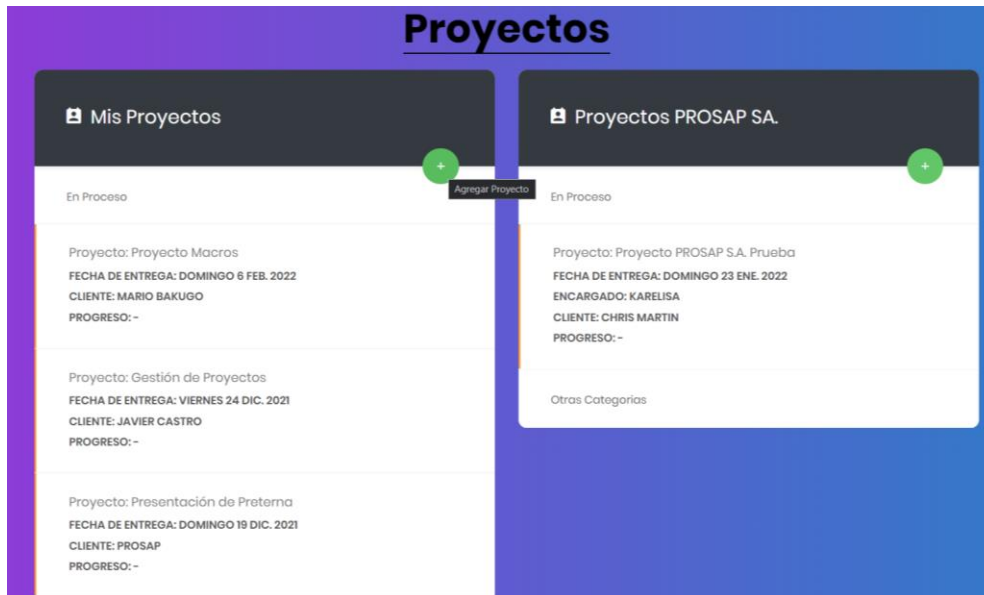 Proyectos
Mis Proyectos
+
Agregar Proyecto
En Proceso
Proyecto: Proyecto Macros
FECHA DE ENTREGA: DOMINGO 6 FEB. 2022
CLIENTE: MARIO BAKUGO
PROGRESO: -
Proyecto: Gestión de Proyectos
FECHA DE ENTREGA: VIERNES 24 DIC. 2021
CLIENTE: JAVIER CASTRO
PROGRESO: -
Proyecto: Presentación de Preterna
FECHA DE ENTREGA: DOMINGO 19 DIC. 2021
CLIENTE: PROSAP
PROGRESO: -
Proyectos PROSAP SA.
+
En Proceso
Proyecto: Proyecto PROSAP S.A. Prueba
FECHA DE ENTREGA: DOMINGO 23 ENE. 2022
ENCARGADO: KARELISA
CLIENTE: CHRIS MARTIN
PROGRESO: -
Otras Categorias